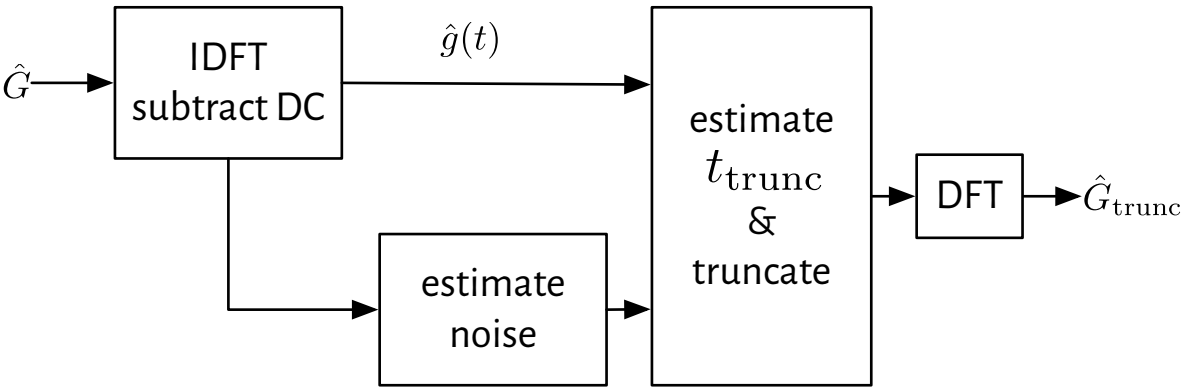 Ĝ
IDFT
subtract DC
ĝ(t)
estimate
noise
estimate
t_trunc
&
truncate
DFT
Ĝ_trunc